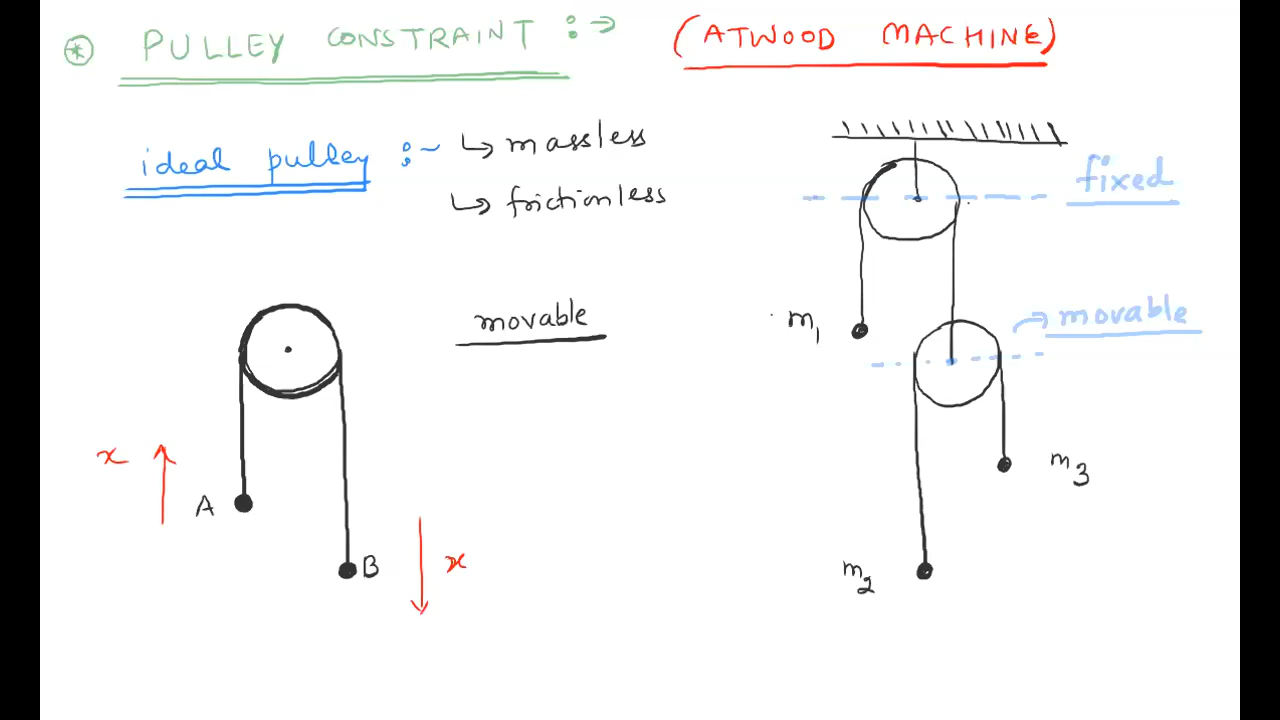 ⊛ PULLEY CONSTRAINT :→ (ATWOOD MACHINE)
ideal pulley :~ ↳ massless
↳ frictionless
fixed
movable
movable
m₁
x
A
B
x
m₃
m₂